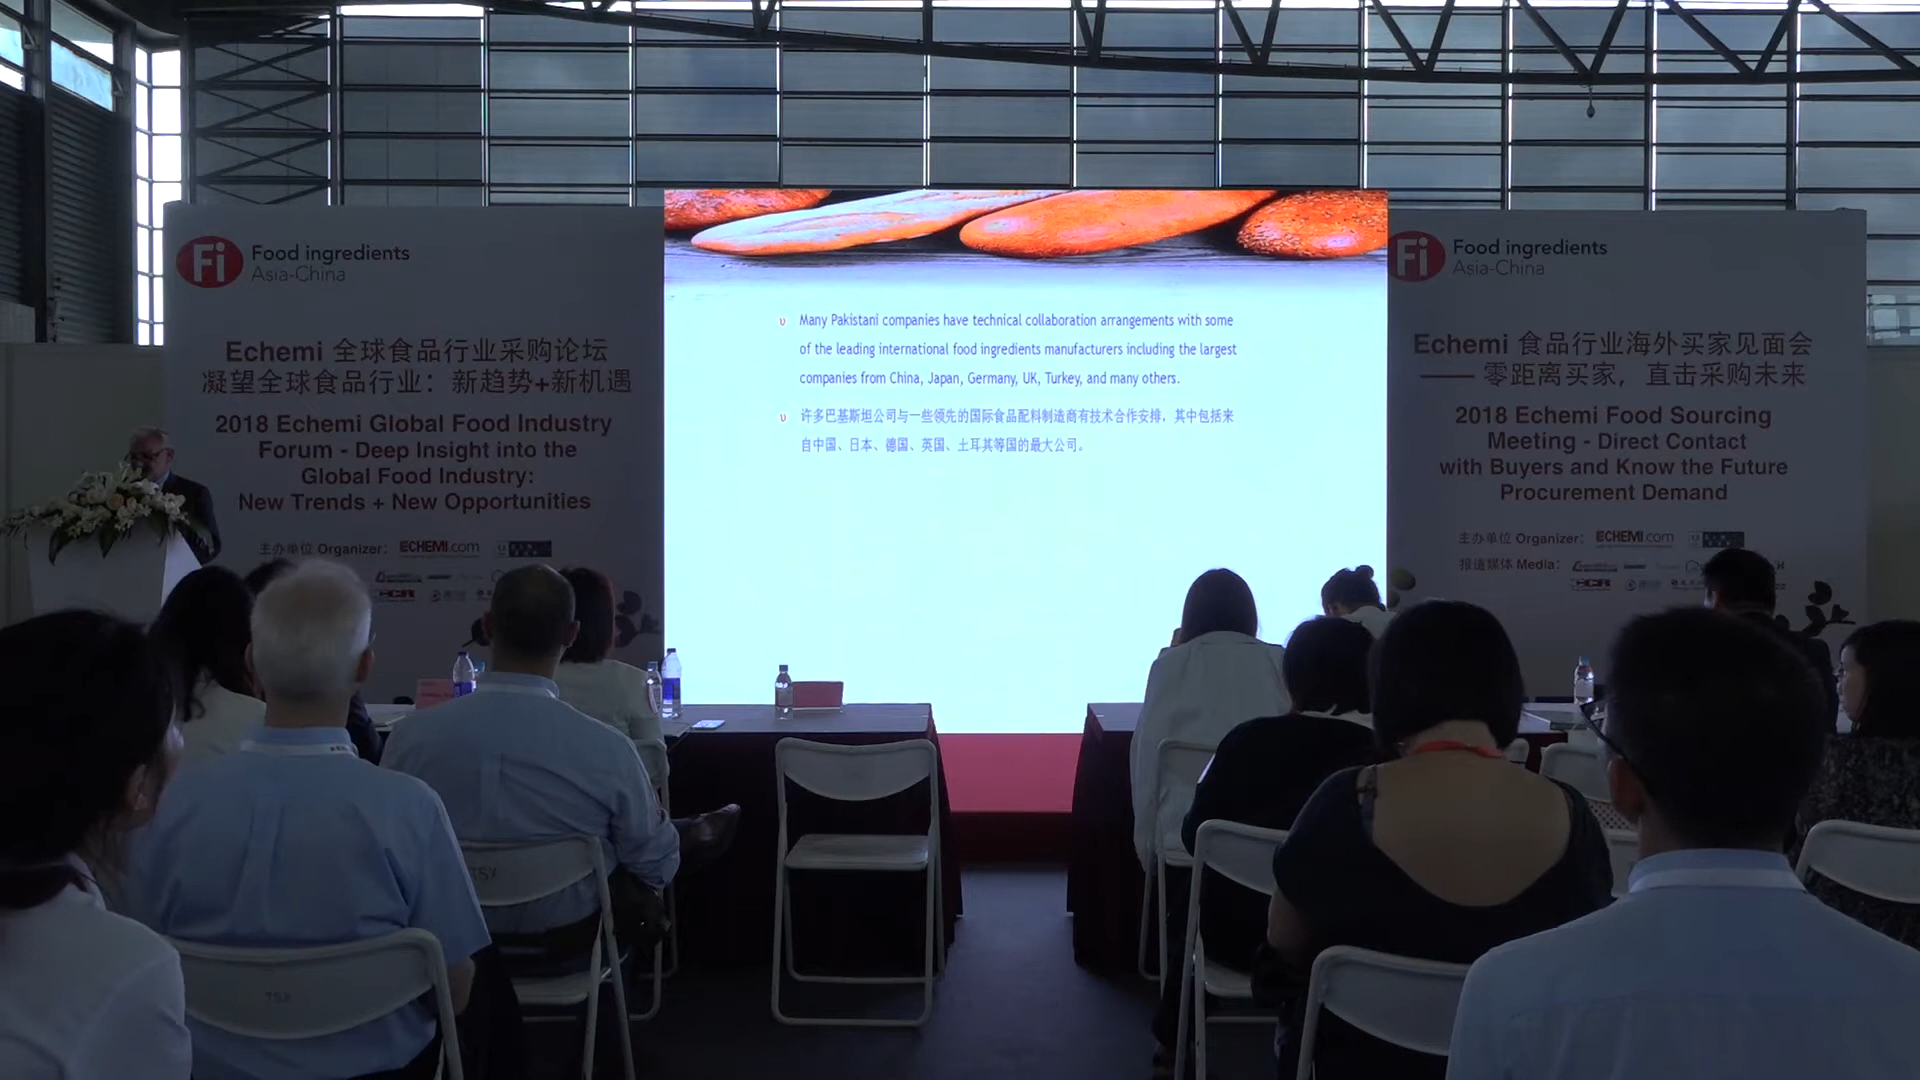 Fi Food ingredients
Asia-China
Echemi 全球食品行业采购论坛
凝望全球食品行业：新趋势+新机遇
2018 Echemi Global Food Industry
Forum - Deep Insight into the
Global Food Industry:
New Trends + New Opportunities
主办单位 Organizer： ECHEMI.com
Many Pakistani companies have technical collaboration arrangements with some
of the leading international food ingredients manufacturers including the largest
companies from China, Japan, Germany, UK, Turkey, and many others.
许多巴基斯坦公司与一些领先的国际食品配料制造商有技术合作安排，其中包括来
自中国、日本、德国、英国、土耳其等国的最大公司。
Fi Food ingredients
Asia-China
Echemi 食品行业海外买家见面会
—— 零距离买家，直击采购未来
2018 Echemi Food Sourcing
Meeting - Direct Contact
with Buyers and Know the Future
Procurement Demand
主办单位 Organizer： ECHEMI.com
报道媒体 Media：
CCR